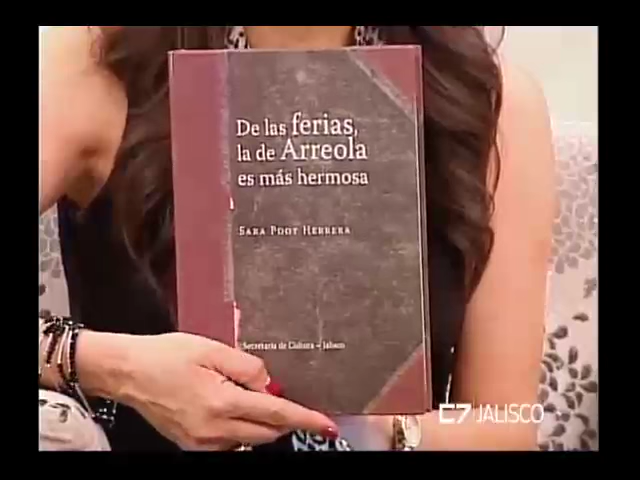 De las ferias,
la de Arreola
es más hermosa
SARA POOT HERRERA
Secretaría de Cultura - Jalisco
C7 JALISCO